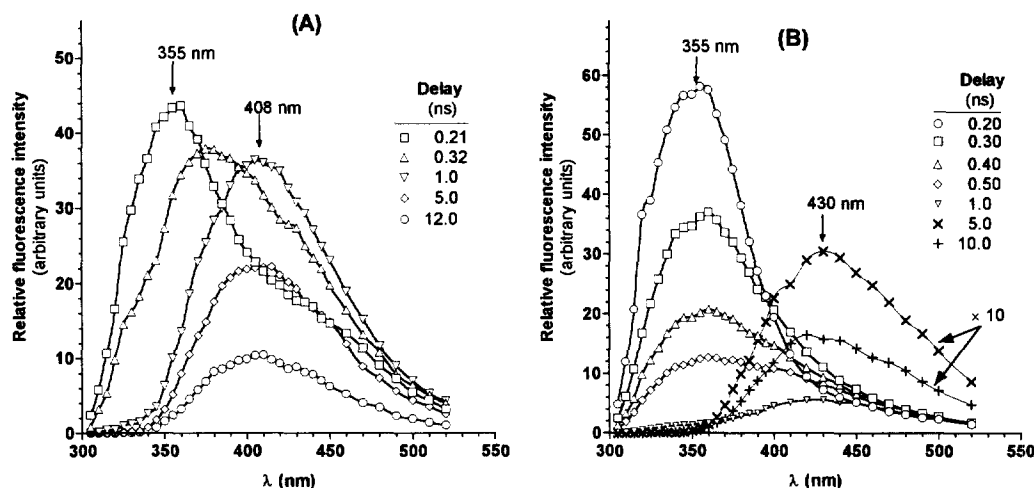 (A)
355 nm
408 nm
Delay
(ns)
0.21
0.32
1.0
5.0
12.0
50
40
30
20
10
0
300 350 400 450 500 550
λ (nm)
Relative fluorescence intensity
(arbitrary units)
(B)
355 nm
430 nm
Delay
(ns)
0.20
0.30
0.40
0.50
1.0
5.0
10.0
× 10
60
50
40
30
20
10
0
300 350 400 450 500 550
λ (nm)
Relative fluorescence intensity
(arbitrary units)